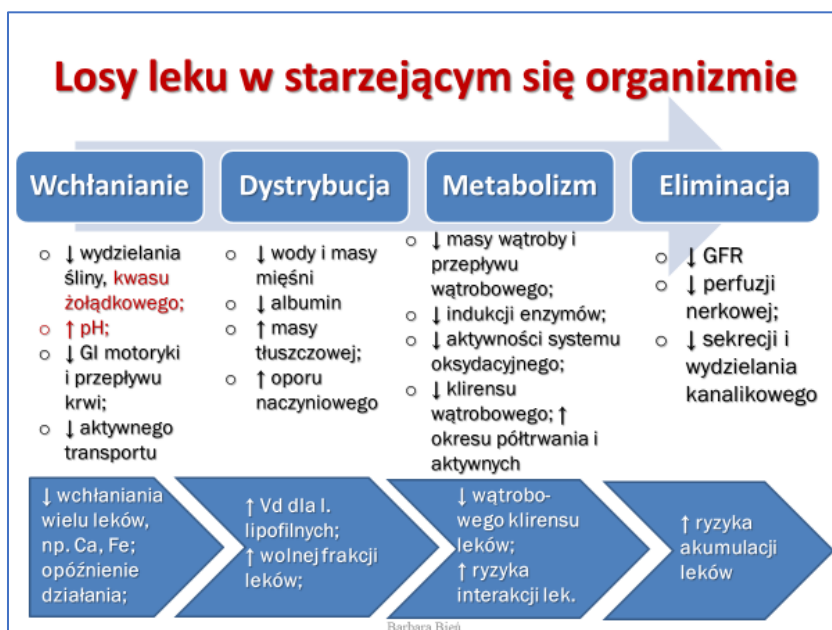 Losy leku w starzejącym się organizmie
Wchłanianie
○ ↓ wydzielania
śliny, kwasu
żołądkowego;
○ ↑ pH;
○ ↓ GI motoryki
i przepływu
krwi;
○ ↓ aktywnego
transportu
↓ wchłaniania
wielu leków,
np. Ca, Fe;
opóźnienie
działania;
Dystrybucja
○ ↓ wody i masy
mięśni
○ ↓ albumin
○ ↑ masy
tłuszczowej;
○ ↑ oporu
naczyniowego
↑ Vd dla l.
lipofilnych;
↑ wolnej frakcji
leków;
Metabolizm
○ ↓ masy wątroby i
przepływu
wątrobowego;
○ ↓ indukcji enzymów;
○ ↓ aktywności systemu
oksydacyjnego;
○ ↓ klirensu
wątrobowego; ↑
okresu półtrwania i
aktywnych
↓ wątrobo-
wego klirensu
leków;
↑ ryzyka
interakcji lek.
Eliminacja
○ ↓ GFR
○ ↓ perfuzji
nerkowej;
○ ↓ sekrecji i
wydzielania
kanalikowego
↑ ryzyka
akumulacji
leków
Barbara Bień